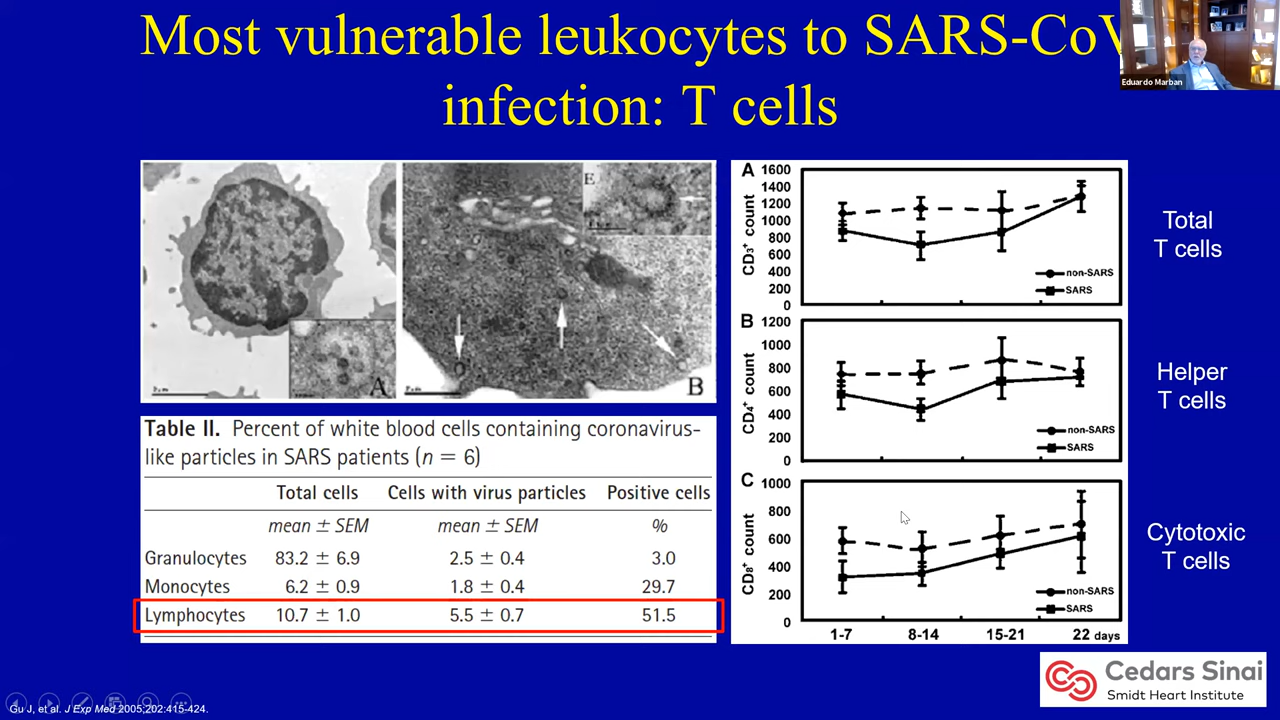 Most vulnerable leukocytes to SARS-CoV
infection: T cells
Eduardo Marban
E
A
B
Table II. Percent of white blood cells containing coronavirus-
like particles in SARS patients (n = 6)
Total cells Cells with virus particles Positive cells
mean ± SEM mean ± SEM %
Granulocytes 83.2 ± 6.9 2.5 ± 0.4 3.0
Monocytes 6.2 ± 0.9 1.8 ± 0.4 29.7
Lymphocytes 10.7 ± 1.0 5.5 ± 0.7 51.5
A
CD3+ count
1600
1400
1200
1000
800
600
400
200
0
non-SARS
SARS
Total
T cells
B
CD4+ count
1200
1000
800
600
400
200
0
non-SARS
SARS
Helper
T cells
C
CD8+ count
1000
800
600
400
200
0
non-SARS
SARS
1-7 8-14 15-21 22 days
Cytotoxic
T cells
Cedars Sinai
Smidt Heart Institute
Gu J, et al. J Exp Med 2005;202:415-424.